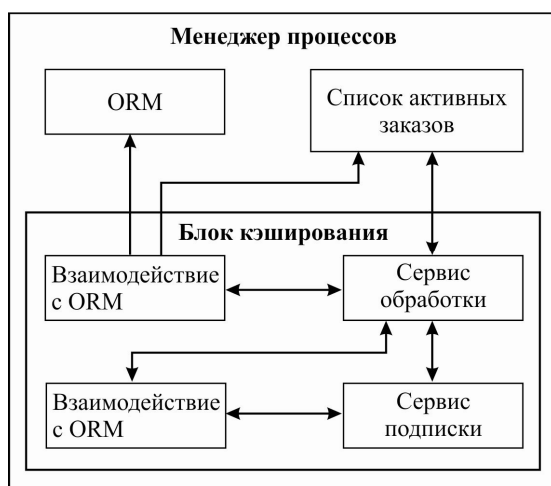 Менеджер процессов
ORM
Список активных
заказов
Блок кэширования
Взаимодействие
с ORM
Сервис
обработки
Взаимодействие
с ORM
Сервис
подписки